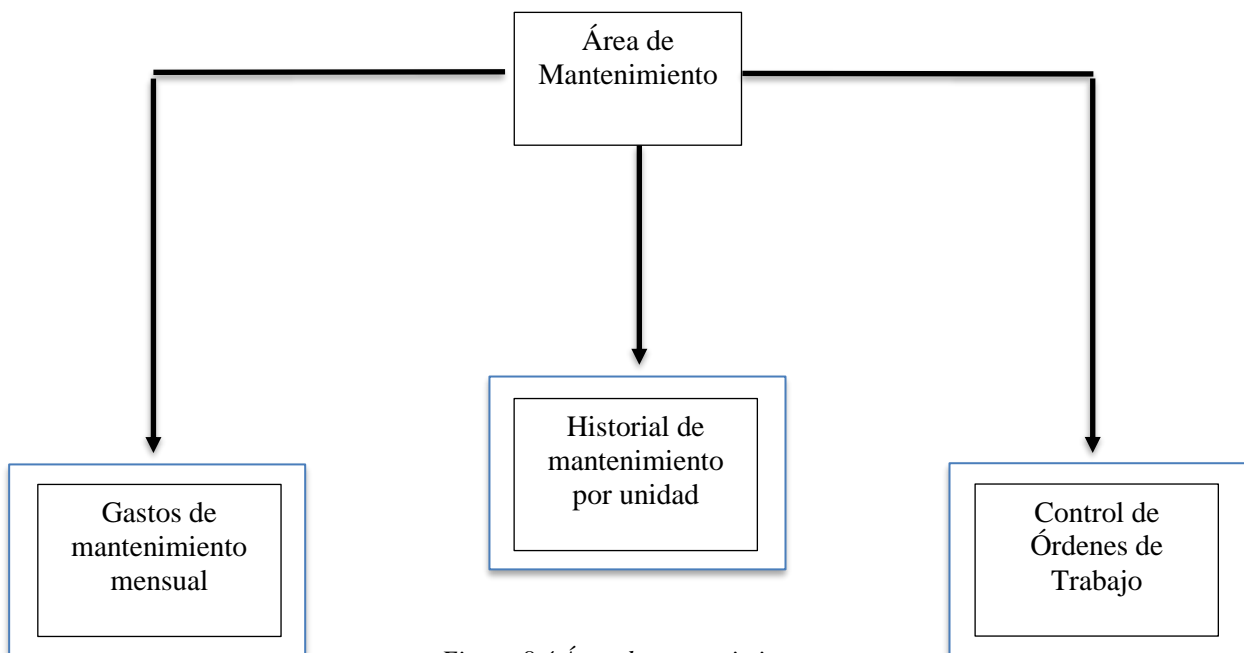 Área de
Mantenimiento
Historial de
mantenimiento
por unidad
Gastos de
mantenimiento
mensual
Control de
Órdenes de
Trabajo